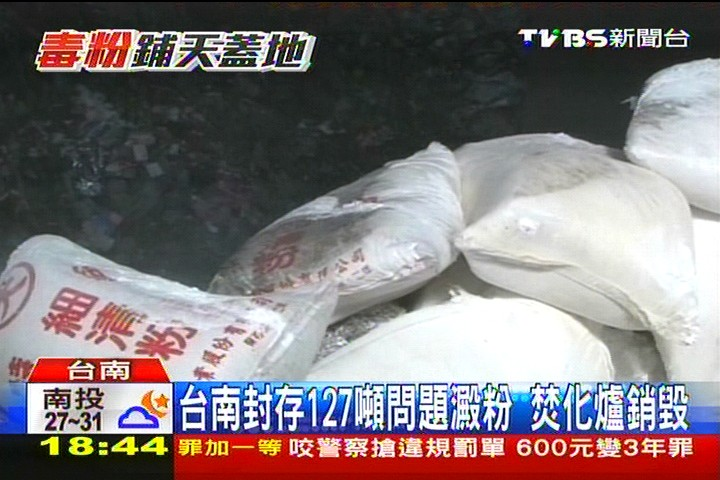 毒粉鋪天蓋地
TVBS新聞台
細清粉
台南
台南封存127噸問題澱粉 焚化爐銷毀
南投
27~31
18:44
罪加一等 咬警察搶違規罰單 600元變3年罪